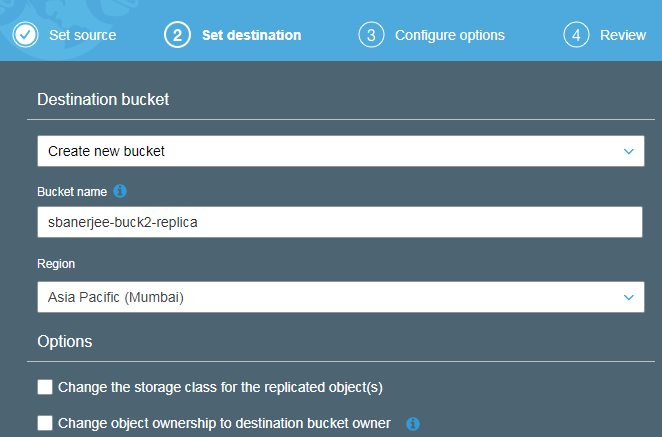 Set source 2 Set destination 3 Configure options 4 Review
Destination bucket
Create new bucket
Bucket name
sbanerjee-buck2-replica
Region
Asia Pacific (Mumbai)
Options
Change the storage class for the replicated object(s)
Change object ownership to destination bucket owner